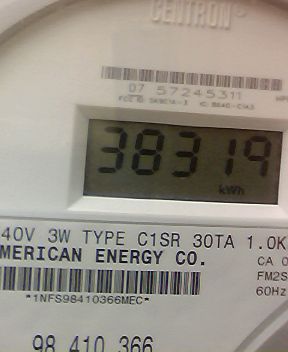 CENTRON®
07 57245311
38319
kWh
40V 3W TYPE C1SR 30TA 1.0K
MERICAN ENERGY CO.
CA 0
FM2S
60Hz
*1NFS98410366MEC*
98 410 366